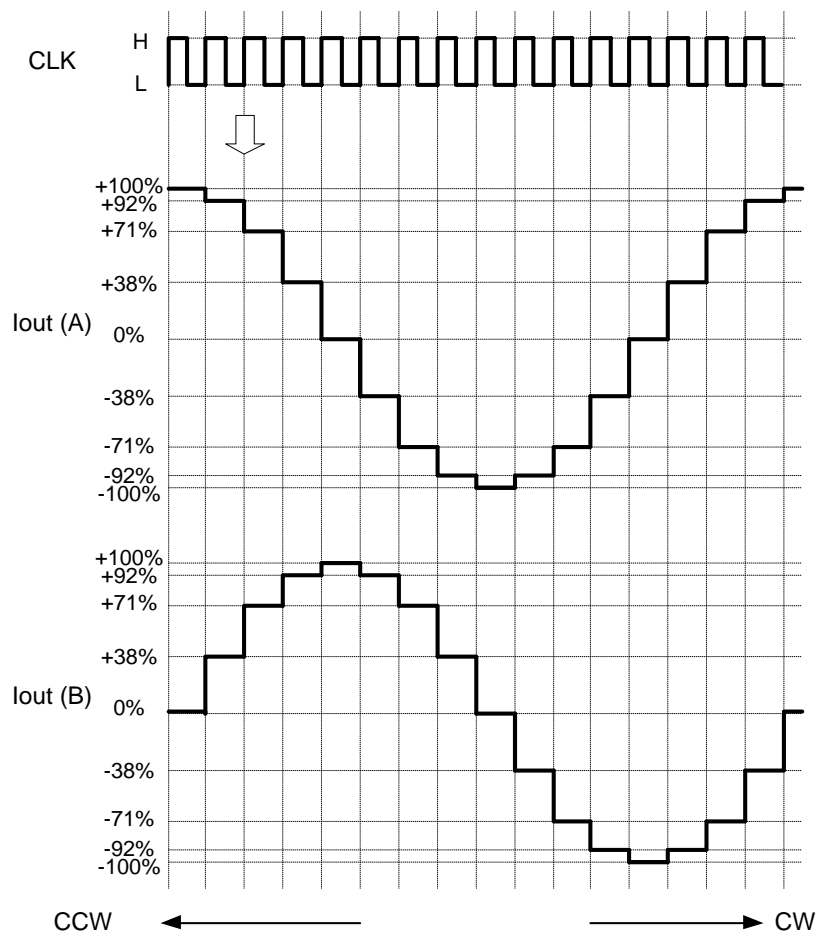 H
CLK
L
+100%
+92%
+71%
+38%
Iout (A)
0%
-38%
-71%
-92%
-100%
+100%
+92%
+71%
+38%
Iout (B)
0%
-38%
-71%
-92%
-100%
CCW
CW